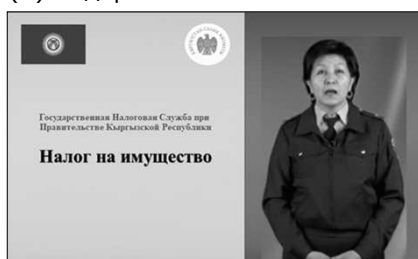 Государственная Налоговая Служба при
Правительстве Кыргызской Республики
Налог на имущество